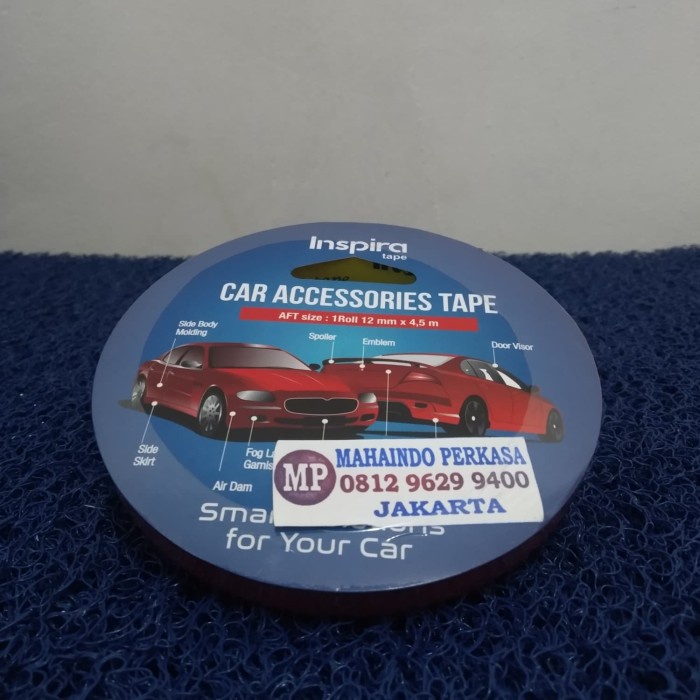 Inspira
tape
CAR ACCESSORIES TAPE
AFT size : 1Roll 12 mm x 4,5 m
Side Body
Molding
Spoiler
Emblem
Door Visor
Side
Skirt
Fog
Air Dam
MP
MAHAINDO PERKASA
0812 9629 9400
JAKARTA
for Your Car